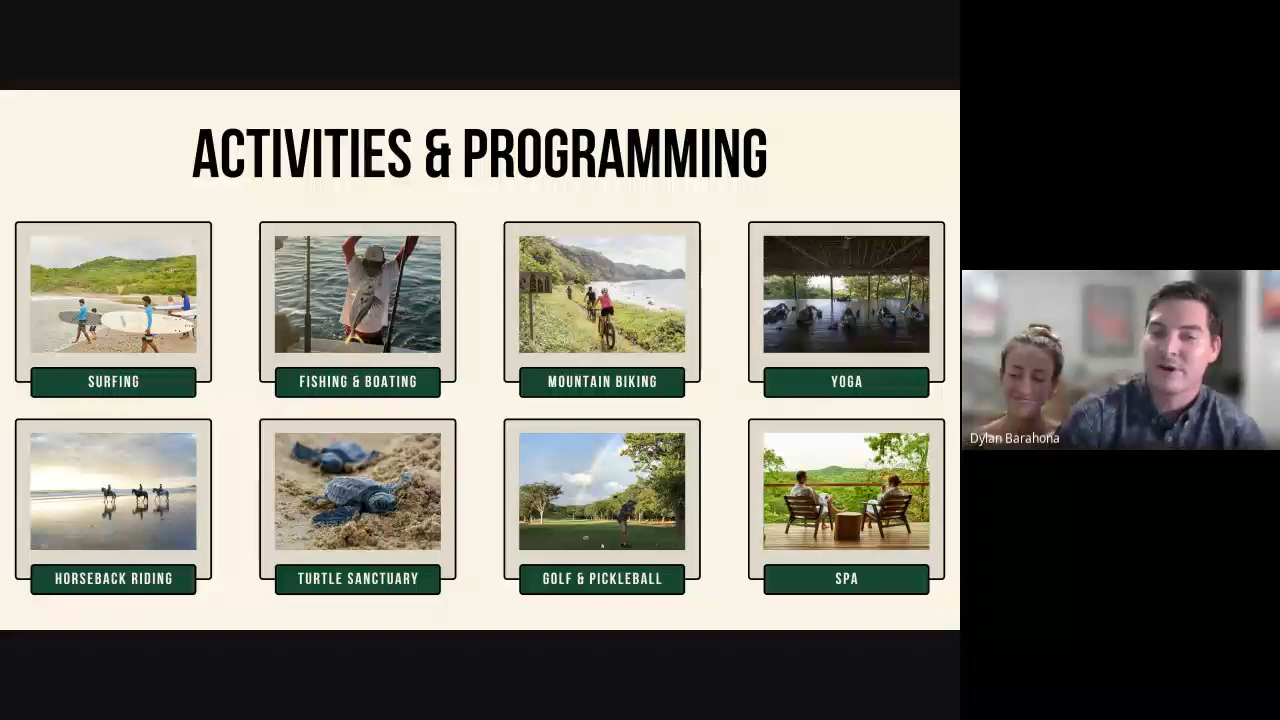 ACTIVITIES & PROGRAMMING
SURFING
FISHING & BOATING
MOUNTAIN BIKING
YOGA
HORSEBACK RIDING
TURTLE SANCTUARY
GOLF & PICKLEBALL
SPA
Dylan Barahona